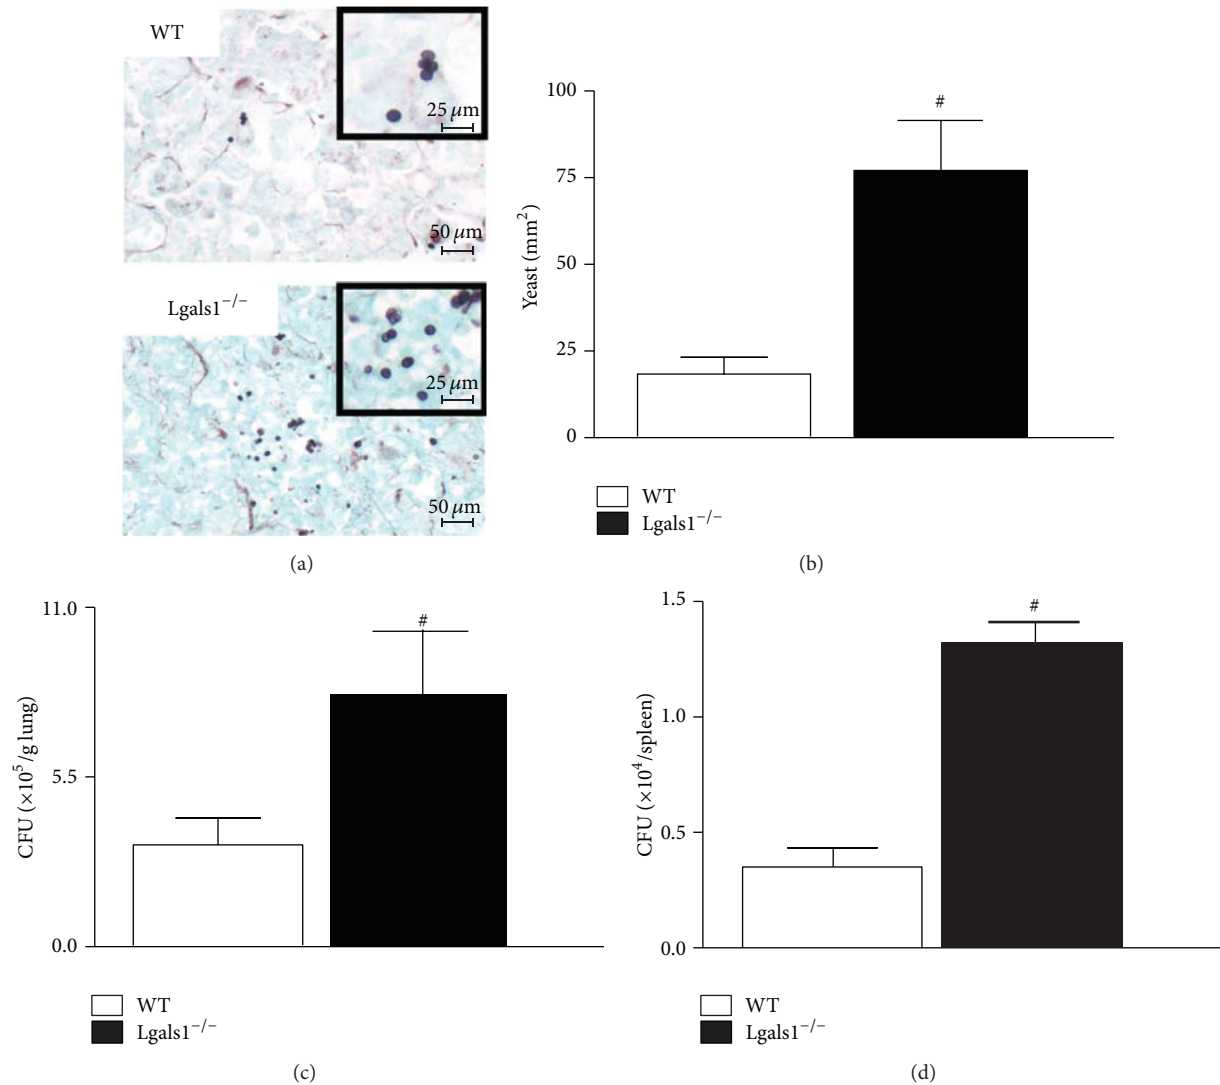 WT
25 μm
50 μm
Lgals1⁻/⁻
25 μm
50 μm
(a)
100
75
50
25
0
Yeast (mm²)
#
WT
Lgals1⁻/⁻
(b)
11.0
5.5
0.0
CFU (×10⁵/g lung)
#
WT
Lgals1⁻/⁻
(c)
1.5
1.0
0.5
0.0
CFU (×10⁴/spleen)
#
WT
Lgals1⁻/⁻
(d)